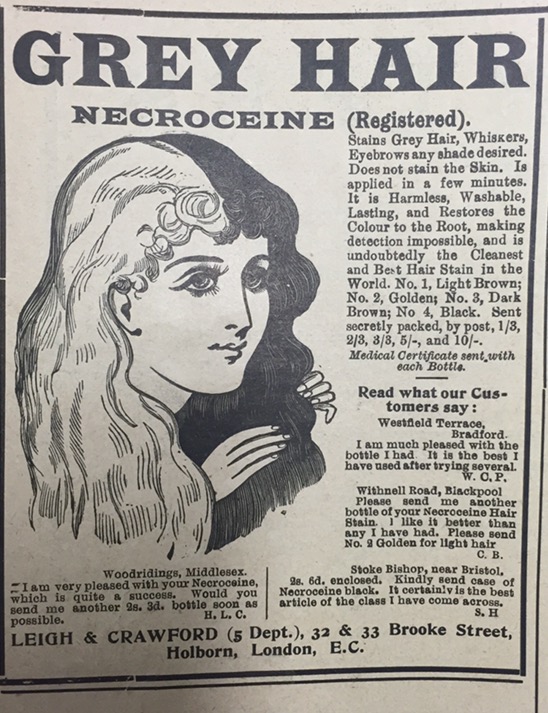 GREY HAIR
NECROCEINE (Registered).
Stains Grey Hair, Whiskers,
Eyebrows any shade desired.
Does not stain the Skin. Is
applied in a few minutes.
It is Harmless, Washable,
Lasting, and Restores the
Colour to the Root, making
detection impossible, and is
undoubtedly the Cleanest
and Best Hair Stain in the
World. No. 1, Light Brown;
No. 2, Golden; No. 3, Dark
Brown; No 4, Black. Sent
secretly packed, by post, 1/3,
2/3, 3/3, 5/-, and 10/-.
Medical Certificate sent with
each Bottle.
Read what our Cus-
tomers say:
Westfield Terrace,
Bradford.
I am much pleased with the
bottle I had. It is the best I
have used after trying several.
W. C. P.
Withnell Road, Blackpool
Please send me another
bottle of your Necroceine Hair
Stain. I like it better than
any I have had. Please send
No. 2 Golden for light hair
C. B.
Woodridings, Middlesex.
I am very pleased with your Necroceine,
which is quite a success. Would you
send me another 2s. 3d. bottle soon as
possible. H. L. C.
Stoke Bishop, near Bristol.
2s. 6d. enclosed. Kindly send case of
Necroceine black. It certainly is the best
article of the class I have come across.
S. H
LEIGH & CRAWFORD (5 Dept.), 32 & 33 Brooke Street,
Holborn, London, E.C.